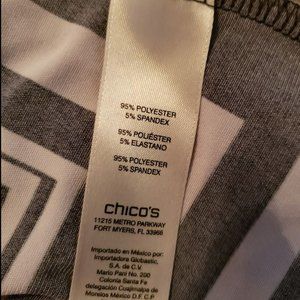 95% POLYESTER
5% SPANDEX
95% POLIÉSTER
5% ELASTANO
95% POLYESTER
5% SPANDEX
chico's
11215 METRO PARKWAY
FORT MYERS, FL 33966
Importado en México por:
Importadora Globastic,
S.A. de C.V.
Mario Pani No. 200
Colonia Santa Fe
delegación Cuajimalpa de
Morelos México D.F. C.P